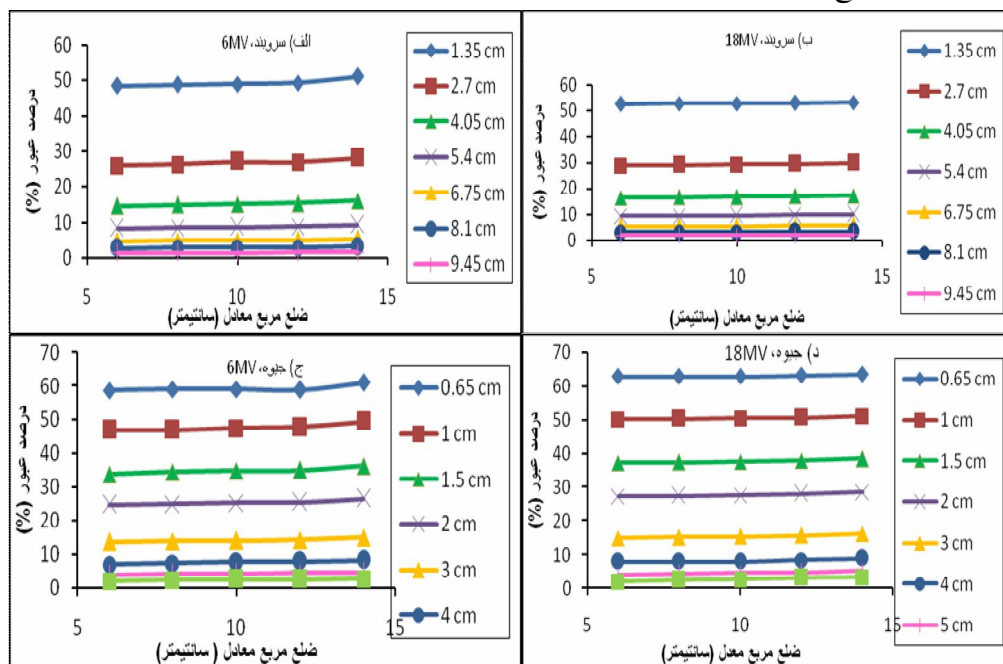 g
الف) سروبند، 6MV
درصد عبور (%)
60
50
40
30
20
10
0
5
10
15
ضلع مربع معادل (سانتیمتر)
1.35 cm
2.7 cm
4.05 cm
5.4 cm
6.75 cm
8.1 cm
9.45 cm
ب) سروبند، 18MV
درصد عبور (%)
60
50
40
30
20
10
0
5
10
15
ضلع مربع معادل (سانتیمتر)
1.35 cm
2.7 cm
4.05 cm
5.4 cm
6.75 cm
8.1 cm
9.45 cm
ج) جیوه، 6MV
درصد عبور (%)
70
60
50
40
30
20
10
0
5
10
15
ضلع مربع معادل (سانتیمتر)
0.65 cm
1 cm
1.5 cm
2 cm
3 cm
4 cm
د) جیوه، 18MV
درصد عبور (%)
70
60
50
40
30
20
10
0
5
10
15
ضلع مربع معادل (سانتیمتر)
0.65 cm
1 cm
1.5 cm
2 cm
3 cm
4 cm
5 cm